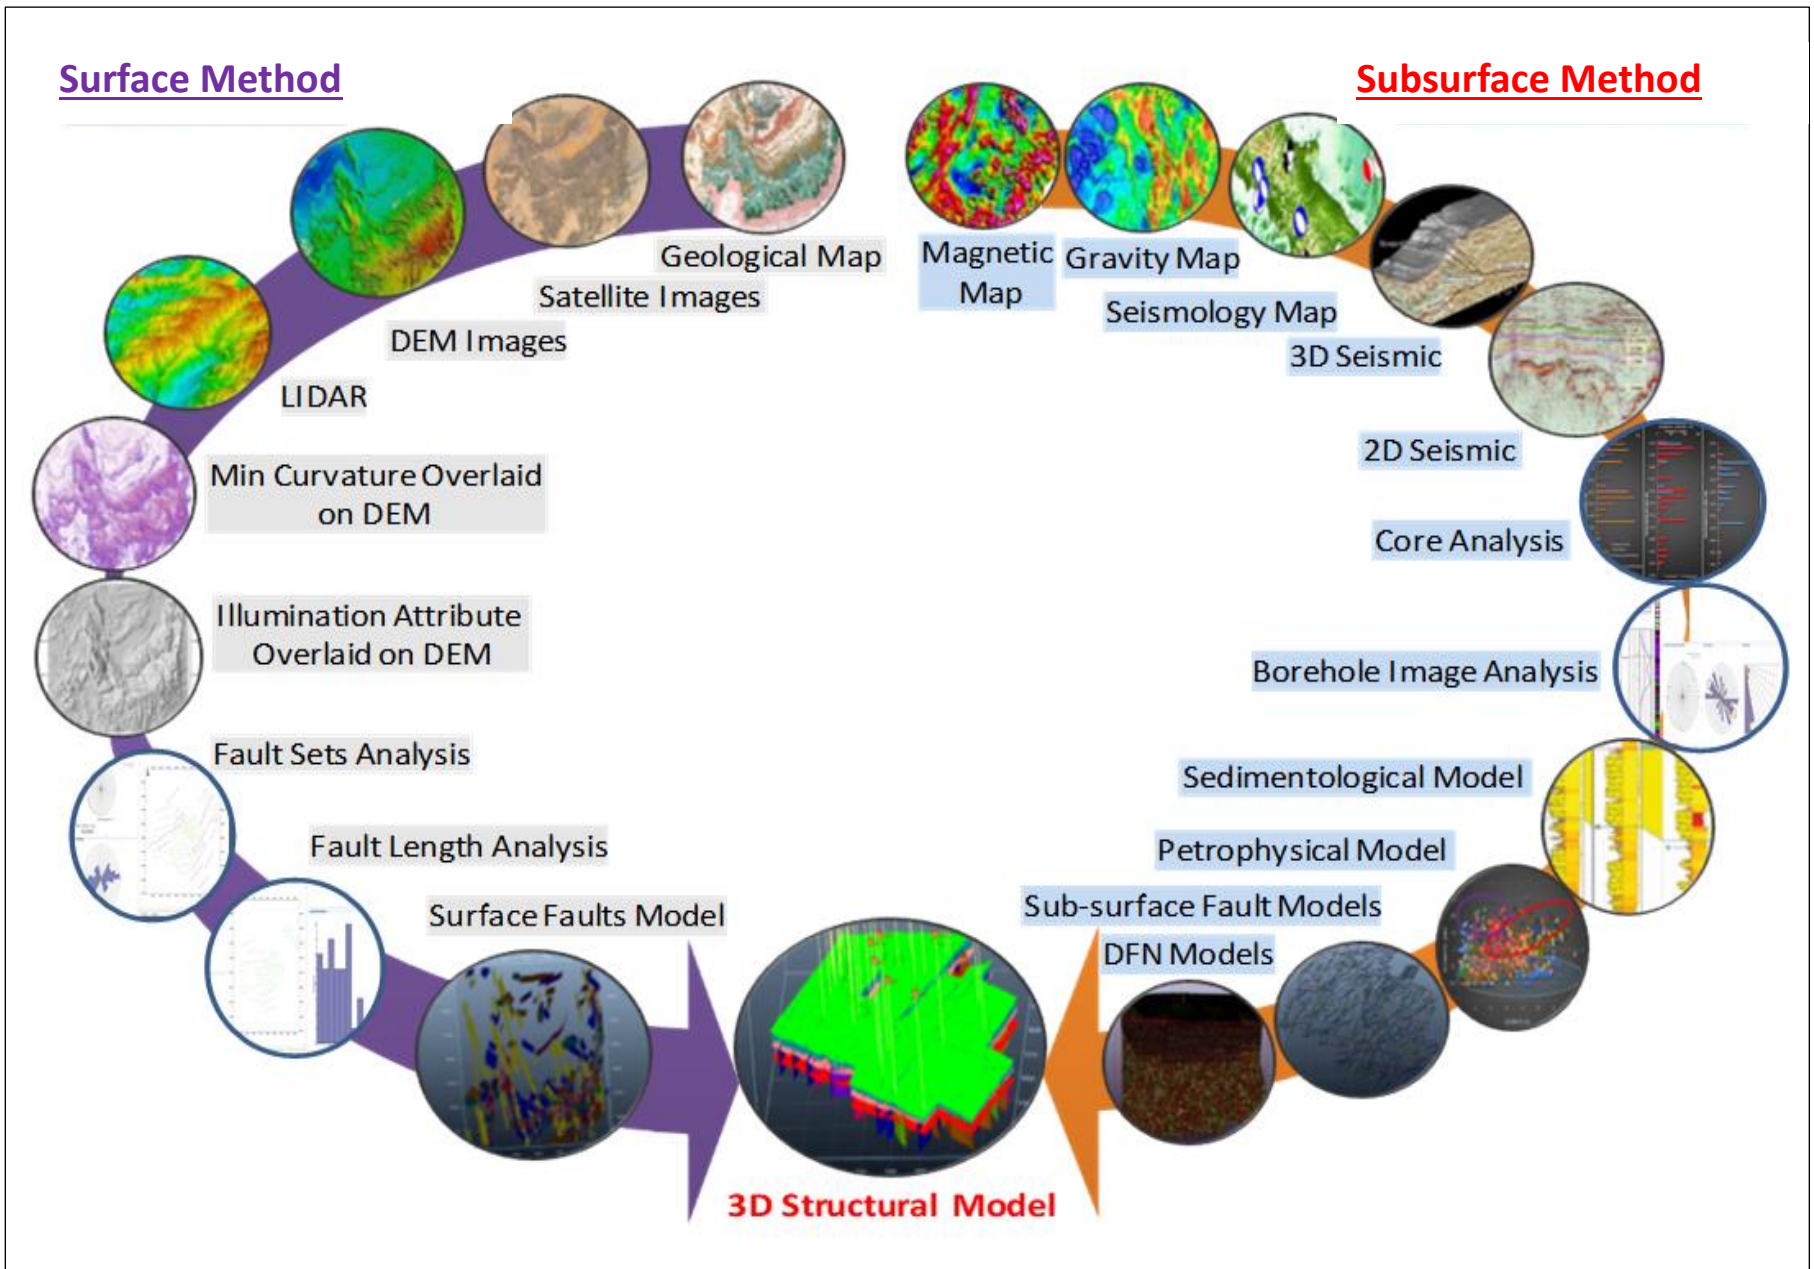 Surface Method
Subsurface Method
Geological Map
Satellite Images
DEM Images
LIDAR
Min Curvature Overlaid
on DEM
Illumination Attribute
Overlaid on DEM
Fault Sets Analysis
Fault Length Analysis
Surface Faults Model
Magnetic
Map
Gravity Map
Seismology Map
3D Seismic
2D Seismic
Core Analysis
Borehole Image Analysis
Sedimentological Model
Petrophysical Model
Sub-surface Fault Models
DFN Models
3D Structural Model